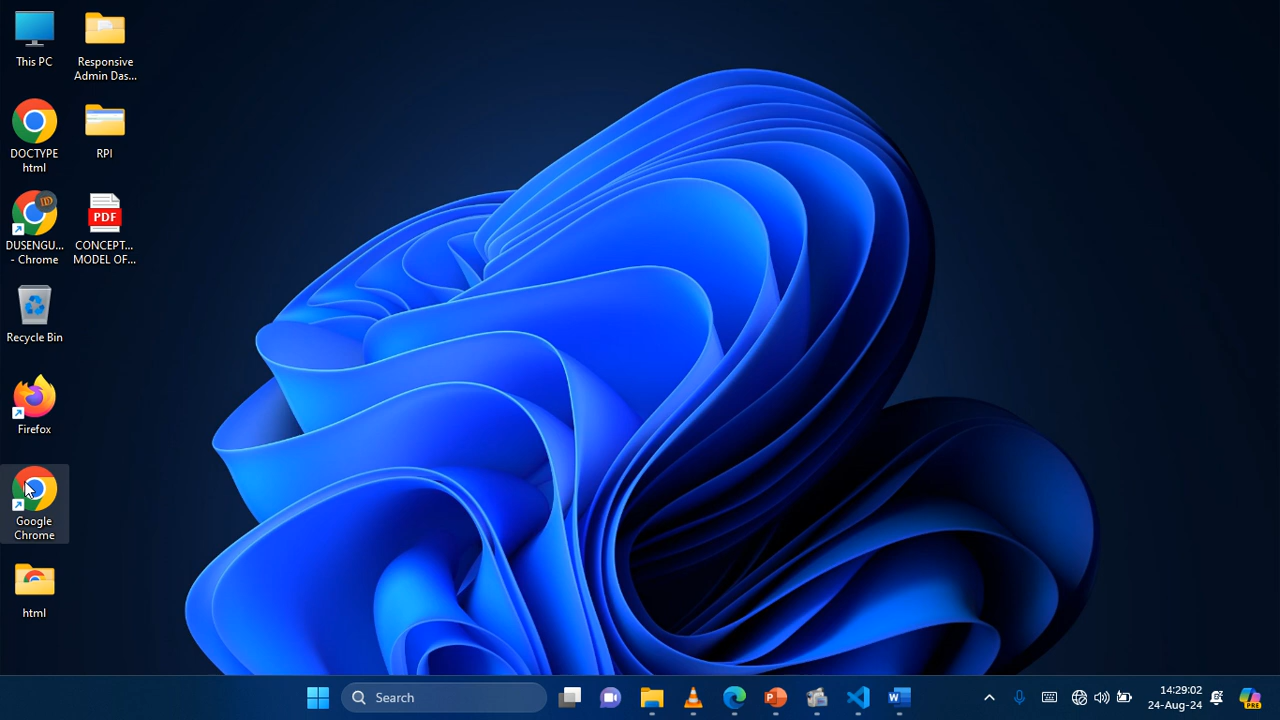 This PC
Responsive
Admin Das...
DOCTYPE
html
RPI
DUSENGU...
- Chrome
PDF
CONCEPT...
MODEL OF...
Recycle Bin
Firefox
Google
Chrome
html
Search
14:29:02
24-Aug-24
PRE